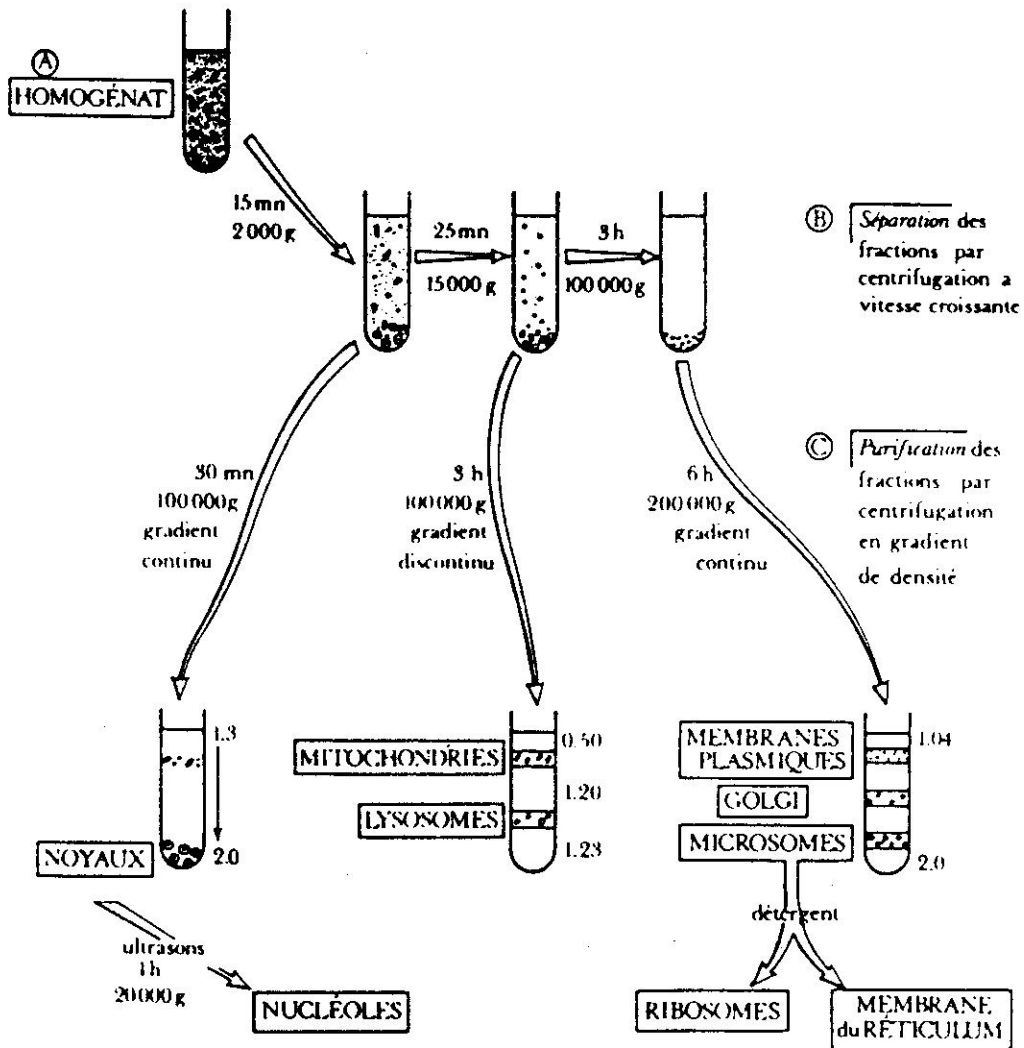 Ⓐ
HOMOGÉNAT
15mn
2000g
25mn
15000g
3h
100000g
Ⓑ Séparation des
fractions par
centrifugation a
vitesse croissante
30 mn
100000g
gradient
continu
3 h
100000g
gradient
discontinu
6 h
200000g
gradient
continu
Ⓒ Purification des
fractions par
centrifugation
en gradient
de densité
1.3
2.0
NOYAUX
MITOCHONDRIES
LYSOSOMES
0.50
1.20
1.23
MEMBRANES
PLASMIQUES
GOLGI
MICROSOMES
1.04
2.0
détergent
ultrasons
1h
20000g
NUCLÉOLES
RIBOSOMES
MEMBRANE
du RÉTICULUM